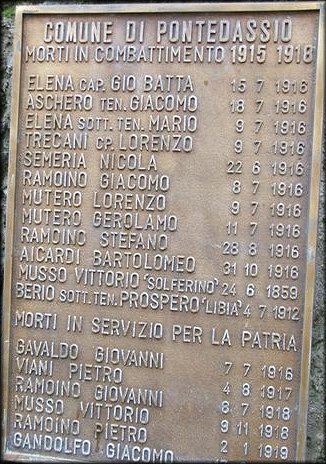 COMUNE DI PONTEDASSIO
MORTI IN COMBATTIMENTO 1915 1918
ELENA CAP. GIO BATTA 15 7 1916
ASCHERO TEN. GIACOMO 18 7 1916
ELENA SOTT. TEN. MARIO 9 7 1916
TRECANI CP. LORENZO 9 7 1916
SEMERIA NICOLA 22 6 1916
RAMOINO GIACOMO 8 7 1916
MUTERO LORENZO 9 7 1916
MUTERO GEROLAMO 11 7 1916
RAMOINO STEFANO 28 8 1916
AICARDI BARTOLOMEO 31 10 1916
MUSSO VITTORIO "SOLFERINO" 24 6 1859
BERIO SOTT. TEN. PROSPERO "LIBIA" 4 7 1912
MORTI IN SERVIZIO PER LA PATRIA
GAVALDO GIOVANNI 7 7 1916
VIANI PIETRO 4 8 1917
RAMOINO GIOVANNI 8 7 1918
MUSSO VITTORIO 9 11 1918
RAMOINO PIETRO 2 1 1919
GANDOLFO GIACOMO